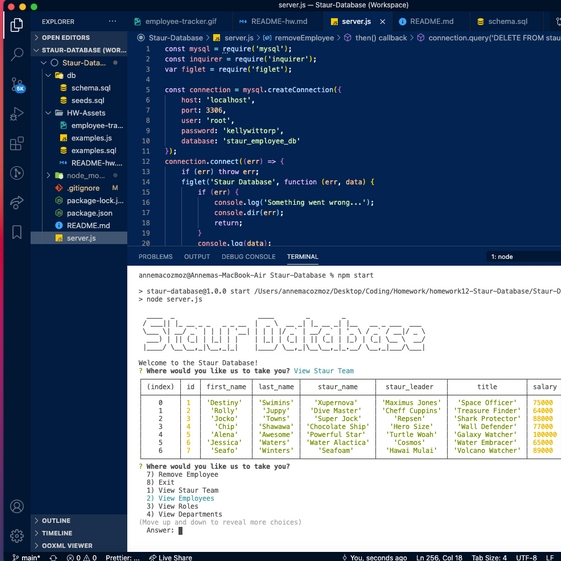 server.js — Staur-Database (Workspace)
EXPLORER
OPEN EDITORS
STAUR-DATABASE (WOR...
Staur-Data...
db
schema.sql
seeds.sql
HW-Assets
employee-tra...
examples.js
examples.sql
README-hw....
node_mo...
.gitignore M
package-lock.j...
package.json
README.md
server.js
OUTLINE
TIMELINE
OOXML VIEWER
5K
employee-tracker.gif
README-hw.md
server.js
README.md
schema.sql
Staur-Database > server.js > removeEmployee > then() callback > connection.query('DELETE FROM stau
1 const mysql = require('mysql');
2 const inquirer = require('inquirer');
3 var figlet = require('figlet');
4
5 const connection = mysql.createConnection({
6 host: 'localhost',
7 port: 3306,
8 user: 'root',
9 password: 'kellywittorp',
10 database: 'staur_employee_db'
11 });
12 connection.connect((err) => {
13 if (err) throw err;
14 figlet('Staur Database', function (err, data) {
15 if (err) {
16 console.log('Something went wrong...');
17 console.dir(err);
18 return;
19 }
20 console.log(data);
PROBLEMS OUTPUT DEBUG CONSOLE TERMINAL 1: node
annemacozmoz@Annemas-MacBook-Air Staur-Database % npm start
> staur-database@1.0.0 start /Users/annemacozmoz/Desktop/Coding/Homework/homework12-Staur-Database/Staur-D
> node server.js
Staur Database
Welcome to the Staur Database!
? Where would you like us to take you? View Staur Team
(index) id first_name last_name staur_name staur_leader title salary
0 1 'Destiny' 'Swimins' 'Xupernova' 'Maximus Jones' 'Space Officer' 75000
1 2 'Rolly' 'Juppy' 'Dive Master' 'Cheff Cuppins' 'Treasure Finder' 64000
2 3 'Jocko' 'Towns' 'Super Jock' 'Repsen' 'Shark Protector' 88000
3 4 'Chip' 'Shawawa' 'Chocolate Ship' 'Hero Size' 'Wall Defender' 77000
4 5 'Alena' 'Awesome' 'Powerful Star' 'Turtle Woah' 'Galaxy Watcher' 100000
5 6 'Jessica' 'Waters' 'Water Alactica' 'Cosmos' 'Water Embracer' 65000
6 7 'Seafo' 'Winters' 'Seafoam' 'Hawai Mulai' 'Volcano Watcher' 89000
? Where would you like us to take you?
7) Remove Employee
8) Exit
1) View Staur Team
2) View Employees
3) View Roles
4) View Departments
(Move up and down to reveal more choices)
Answer:
main* 0 0 Prettier: ... Live Share You, seconds ago Ln 256, Col 18 Tab Size: 4 UTF-8 LF